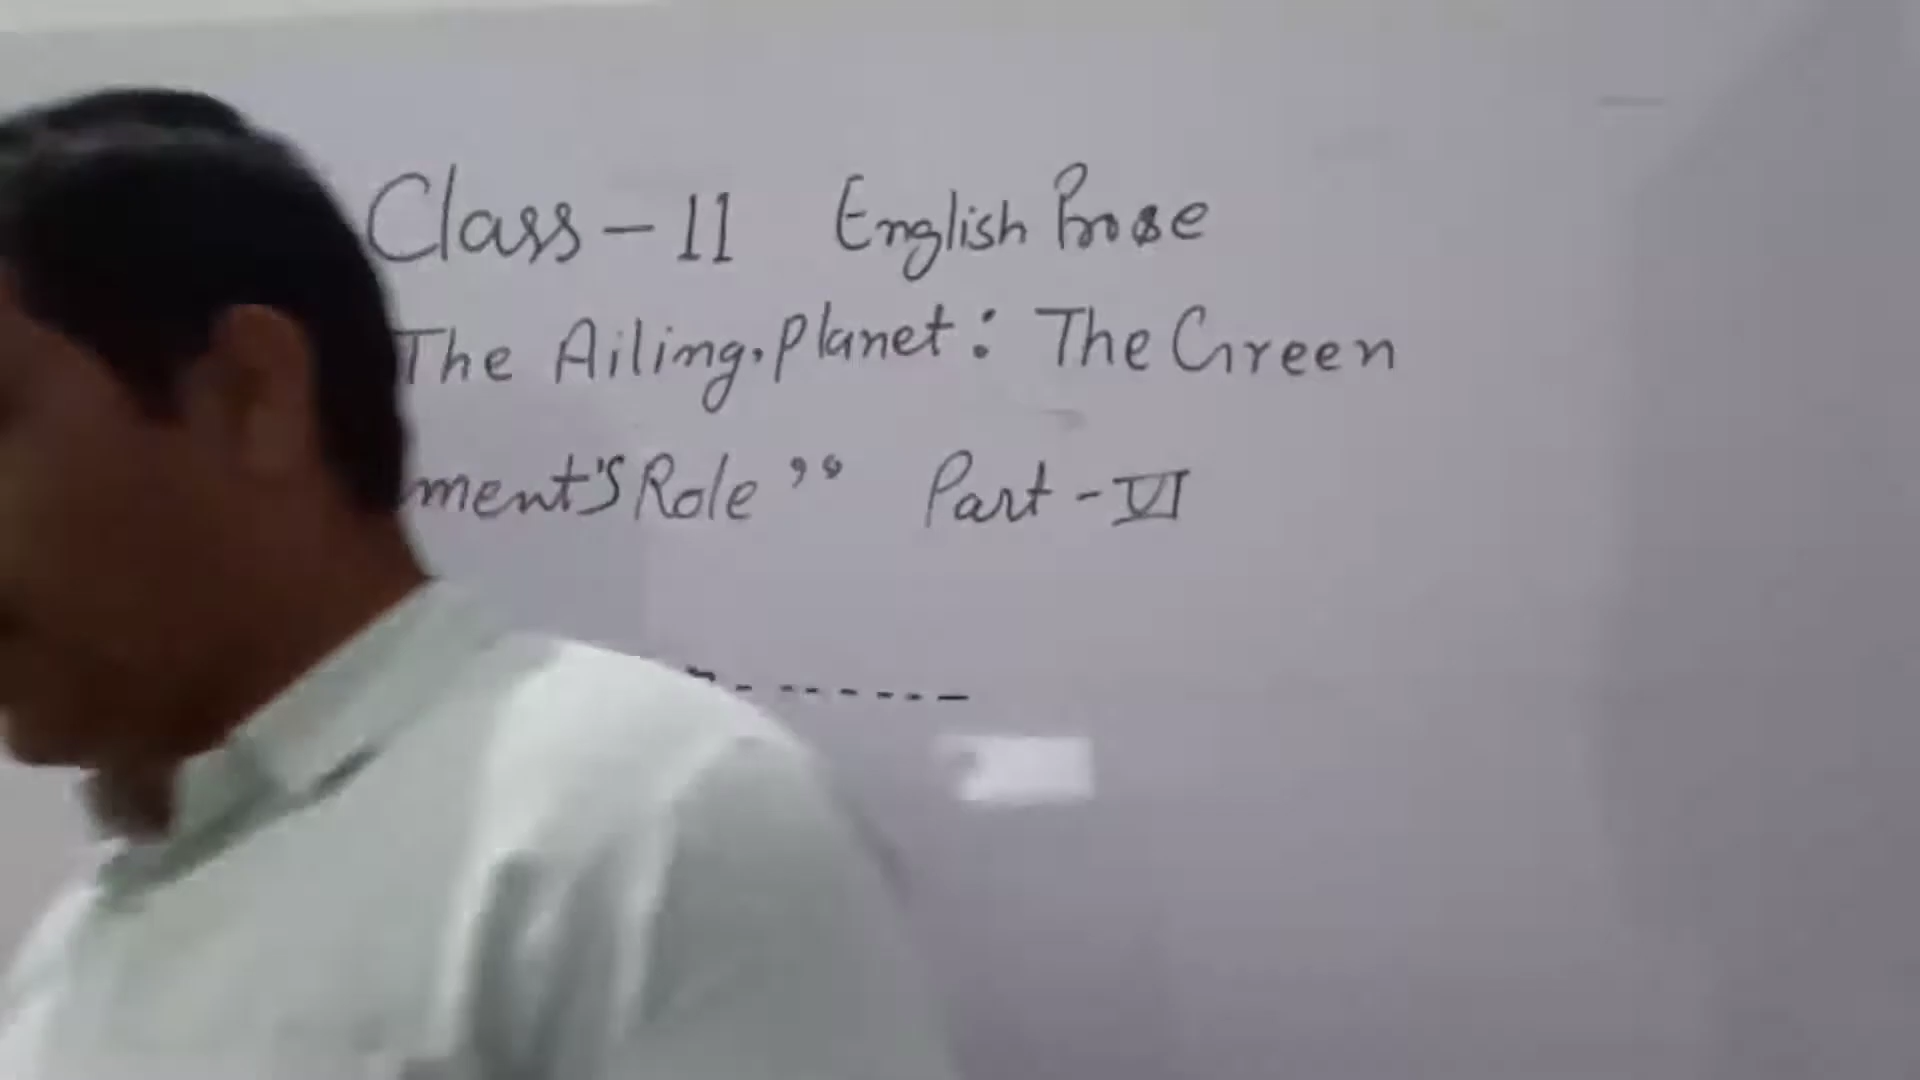 Class - 11 English Prose
The Ailing. Planet: The Green
ment's Role" Part - VI